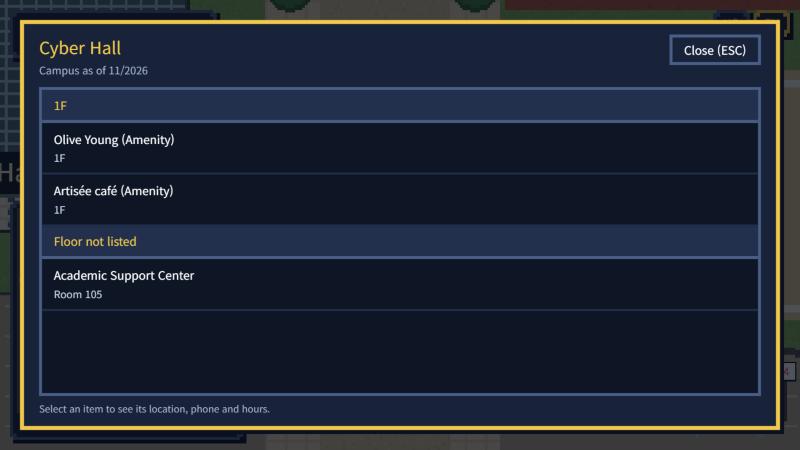 Cyber Hall
Close (ESC)
Campus as of 11/2026
1F
Olive Young (Amenity)
1F
Artisée café (Amenity)
1F
Floor not listed
Academic Support Center
Room 105
Select an item to see its location, phone and hours.